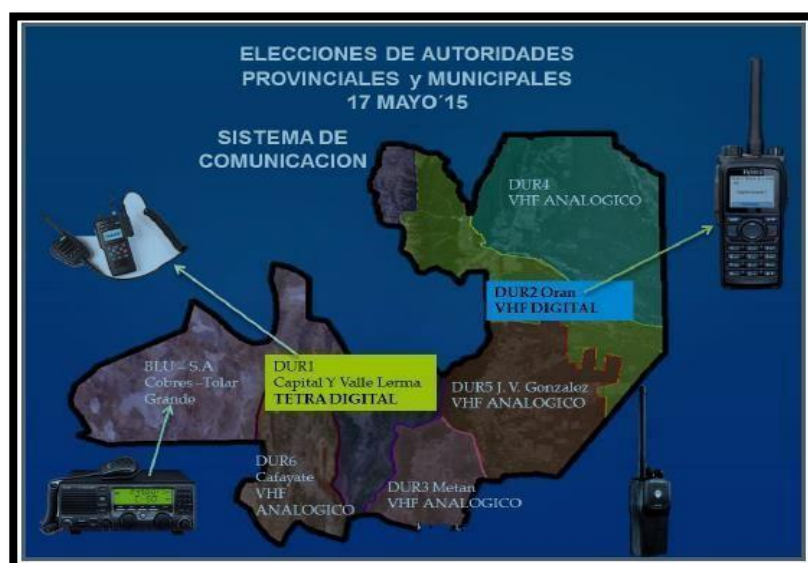 ELECCIONES DE AUTORIDADES
PROVINCIALES y MUNICIPALES
17 MAYO´15
SISTEMA DE
COMUNICACION
DUR4
VHF ANALOGICO
DUR2 Oran
VHF DIGITAL
BLU – S.A
Cobres –Tolar
Grande
DUR1
Capital Y Valle Lerma
TETRA DIGITAL
DUR5 J. V. Gonzalez
VHF ANALOGICO
DUR6
Cafayate
VHF
ANALOGICO
DUR3 Metan
VHF ANALOGICO